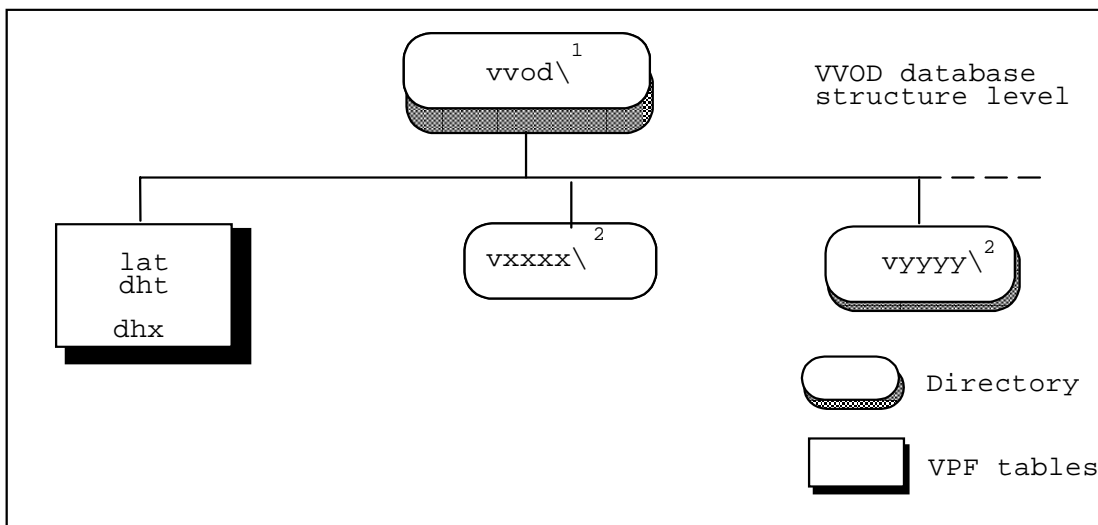 vvod\ 1
VVOD database
structure level
lat
dht
dhx
vxxxx\ 2
vyyyy\ 2
Directory
VPF tables